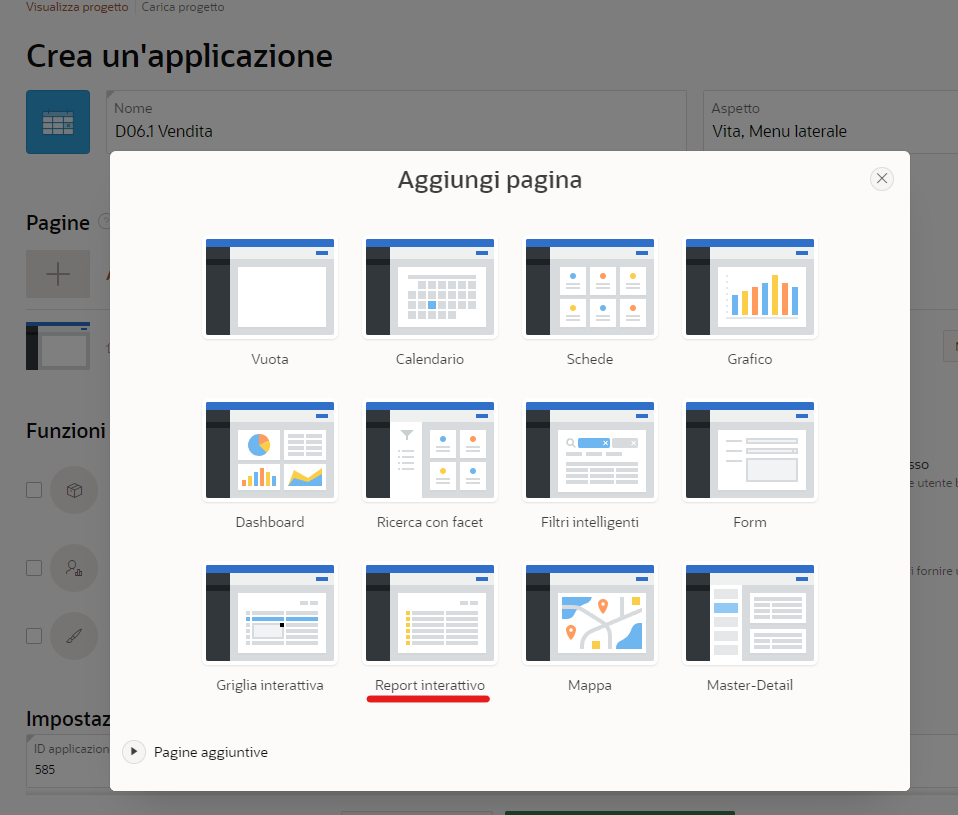 Visualizza progetto Carica progetto
Crea un'applicazione
Nome
D06.1 Vendita
Aspetto
Vita, Menu laterale
Aggiungi pagina
Pagine
Vuota
Calendario
Schede
Grafico
Dashboard
Ricerca con facet
Filtri intelligenti
Form
Funzioni
Griglia interattiva
Report interattivo
Mappa
Master-Detail
Impostaz
ID applicazion
585
Pagine aggiuntive